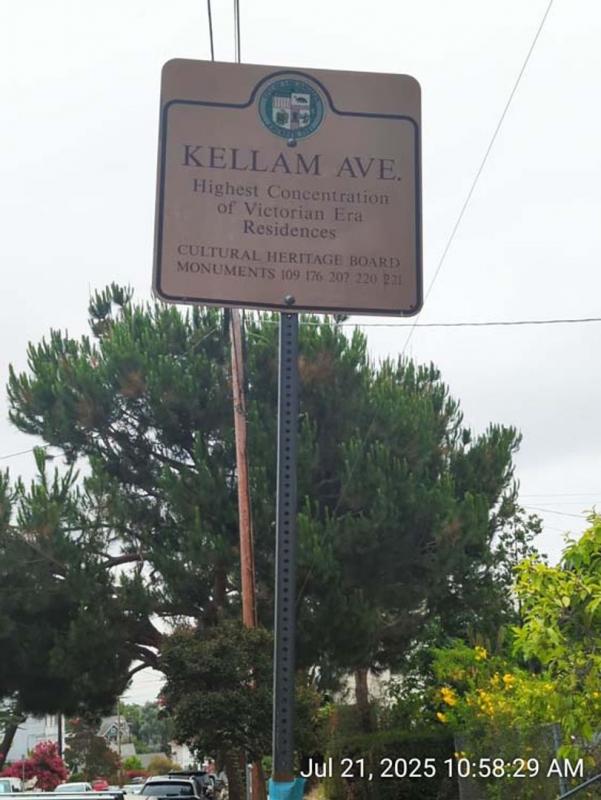 KELLAM AVE.
Highest Concentration
of Victorian Era
Residences
CULTURAL HERITAGE BOARD
MONUMENTS 109 176 207 220 221
Jul 21, 2025 10:58:29 AM